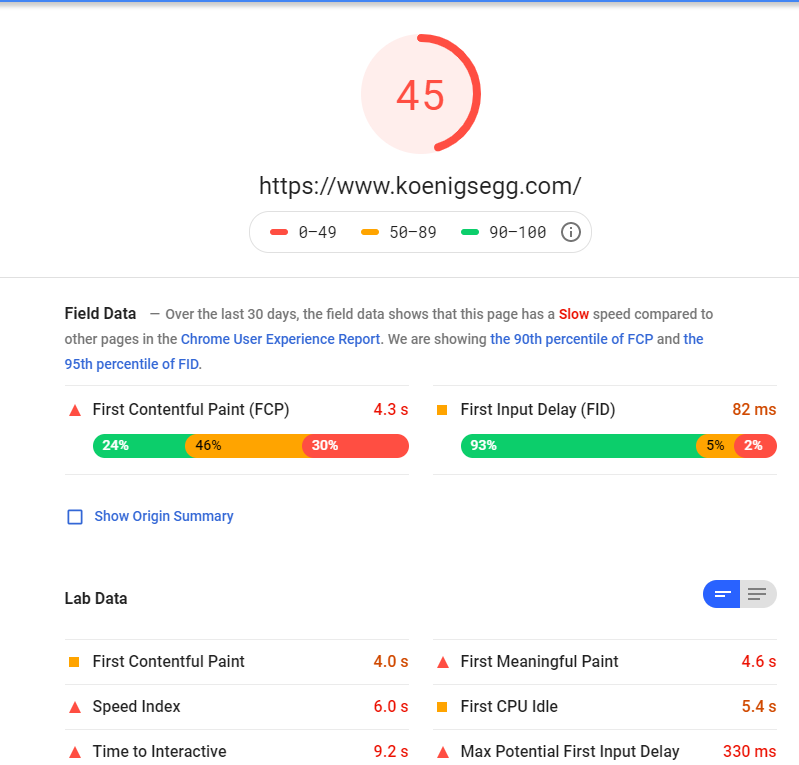 45
https://www.koenigsegg.com/
0–49 50–89 90–100
Field Data — Over the last 30 days, the field data shows that this page has a Slow speed compared to
other pages in the Chrome User Experience Report. We are showing the 90th percentile of FCP and the
95th percentile of FID.
First Contentful Paint (FCP) 4.3 s
24% 46% 30%
First Input Delay (FID) 82 ms
93% 5% 2%
Show Origin Summary
Lab Data
First Contentful Paint 4.0 s
First Meaningful Paint 4.6 s
Speed Index 6.0 s
First CPU Idle 5.4 s
Time to Interactive 9.2 s
Max Potential First Input Delay 330 ms